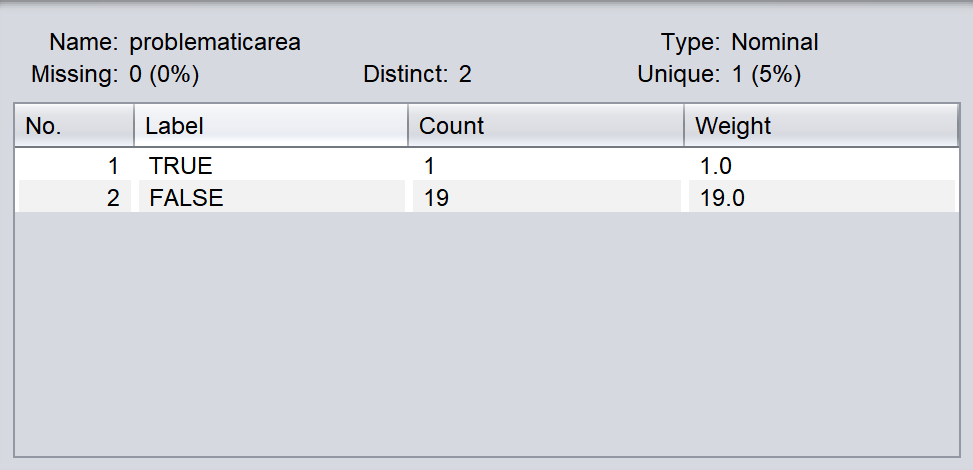 Name: problematicarea Type: Nominal
Missing: 0 (0%) Distinct: 2 Unique: 1 (5%)
No. Label Count Weight
1 TRUE 1 1.0
2 FALSE 19 19.0